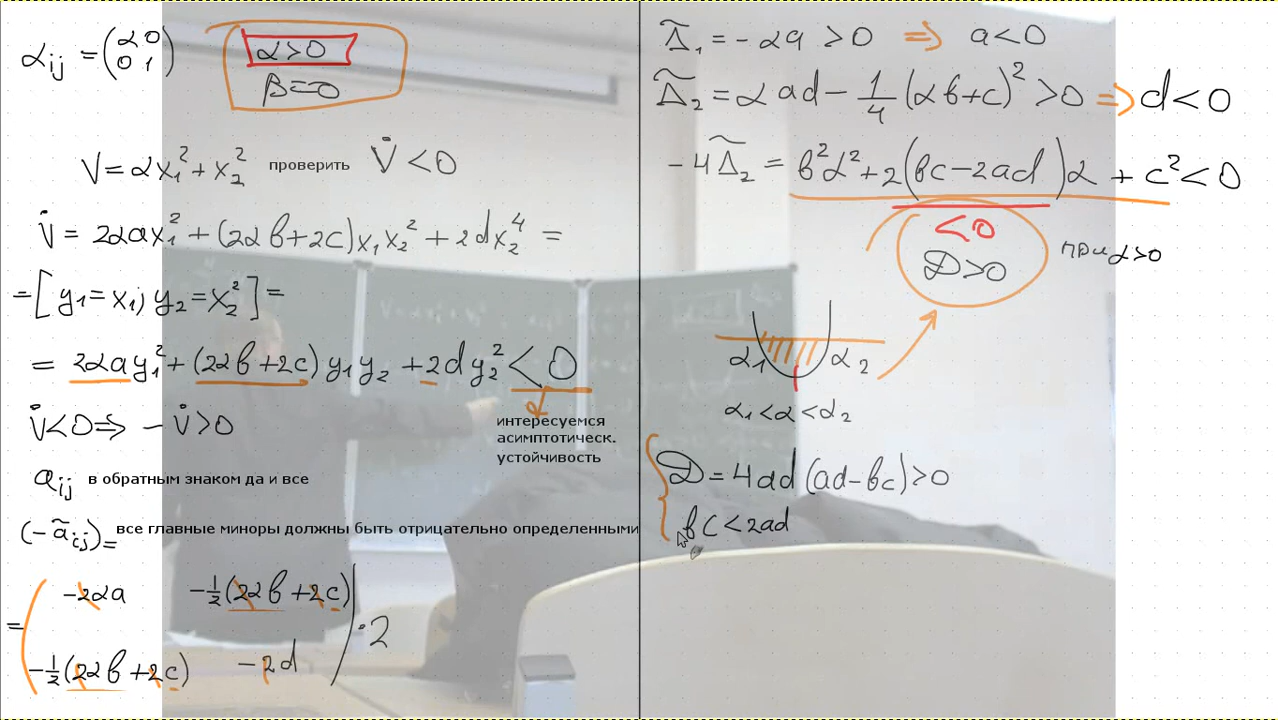 α_ij = (α 0
0 1)
α>0
β=0
V = αx₁² + x₂² проверить V̇ < 0
V̇ = 2αax₁² + (2αb+2c)x₁x₂² + 2dx₂⁴ =
= [y₁ = x₁, y₂ = x₂²] =
= 2αay₁² + (2αb+2c)y₁y₂ + 2dy₂² < 0
интересуемся
асимптотическ.
устойчивость
V̇<0 ⇒ -V̇>0
a_ij в обратным знаком да и все
(-ã_ij)= все главные миноры должны быть отрицательно определенными
= ( -2αa -½(2αb+2c)
-½(2αb+2c) -2d ) ·2
Δ̃₁ = -αa > 0 ⇒ a<0
Δ̃₂ = αad - 1/4 (αb+c)² > 0 ⇒ d<0
-4Δ̃₂ = b²α² + 2(bc-2ad)α + c² < 0
<0
D>0
при α>0
α₁ α₂
α₁<α<α₂
D = 4ad(ad-bc)>0
bc<2ad